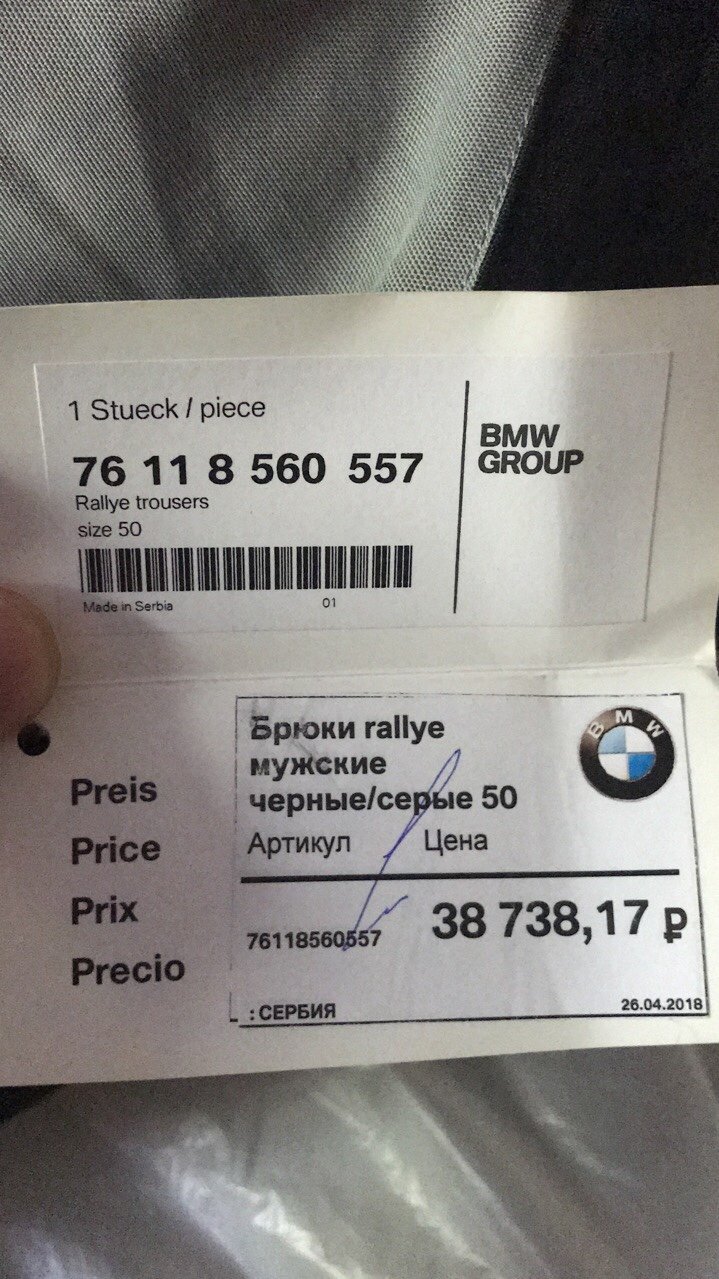 1 Stueck / piece
76 11 8 560 557
Rallye trousers
size 50
Made in Serbia 01
BMW
GROUP
Preis
Price
Prix
Precio
Брюки rallye
мужские
черные/серые 50
BMW
Артикул Цена
76118560557 38 738,17 ₽
: СЕРБИЯ 26.04.2018